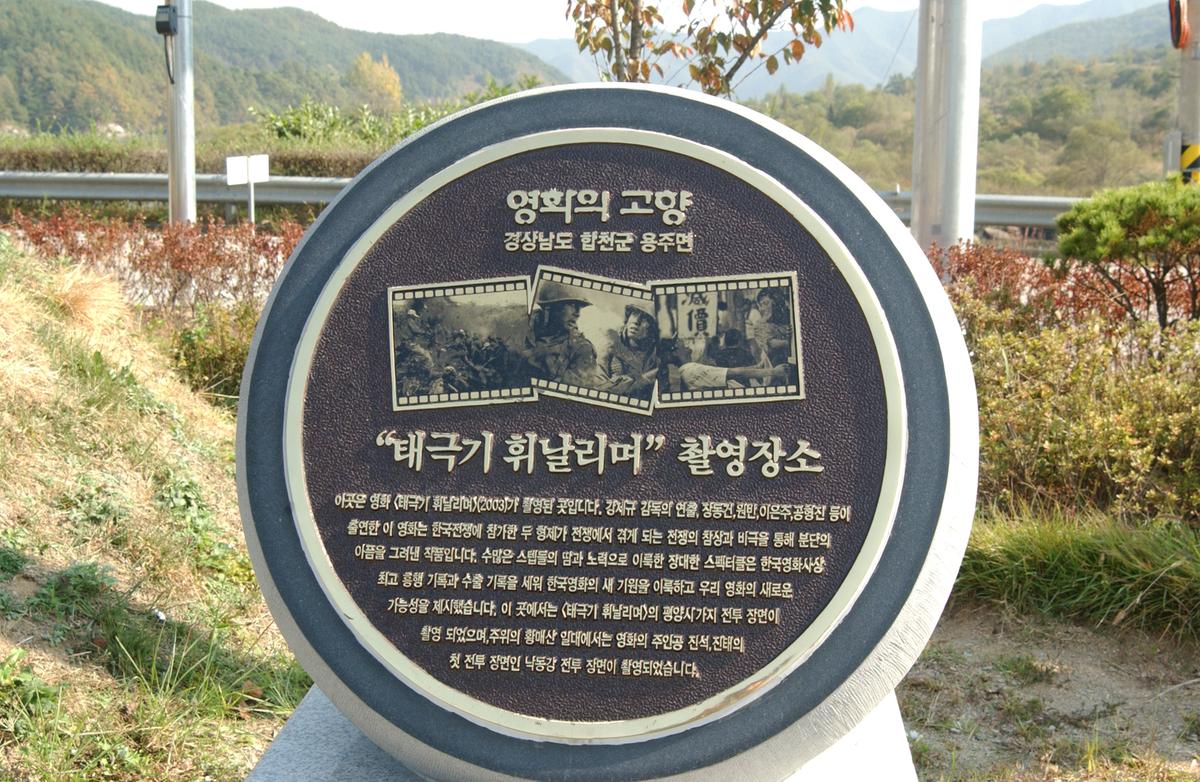 영화의 고향
경상남도 합천군 용주면
減
價
“태극기 휘날리며” 촬영장소
이곳은 영화 〈태극기 휘날리며〉(2003)가 촬영된 곳입니다. 강제규 감독의 연출, 장동건,원빈,이은주,공형진 등이
출연한 이 영화는 한국전쟁에 참가한 두 형제가 전쟁에서 겪게 되는 전쟁의 참상과 비극을 통해 분단의
아픔을 그려낸 작품입니다. 수많은 스탭들의 땀과 노력으로 이룩한 장대한 스펙터클은 한국영화사상
최고 흥행 기록과 수출 기록을 세워 한국영화의 새 기원을 이룩하고 우리 영화의 새로운
가능성을 제시했습니다. 이 곳에서는 〈태극기 휘날리며〉의 평양시가지 전투 장면이
촬영 되었으며,주위의 황매산 일대에서는 영화의 주인공 진석,진태의
첫 전투 장면인 낙동강 전투 장면이 촬영되었습니다.